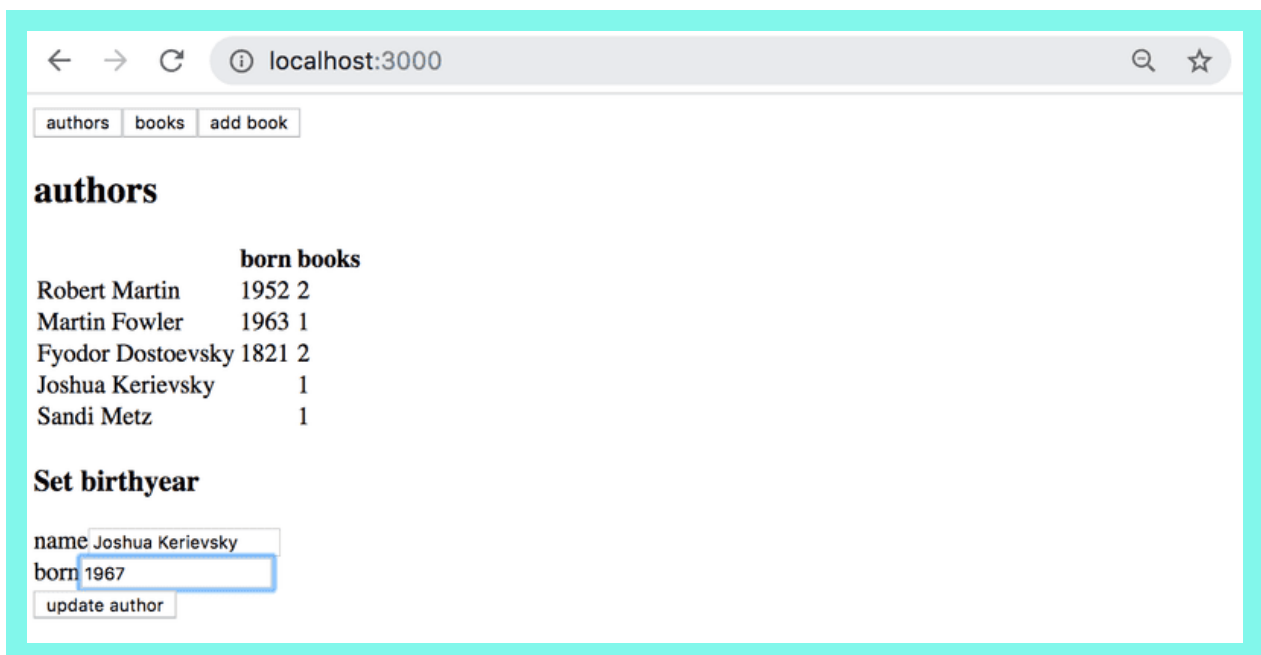 localhost:3000
authors books add book
authors
born books
Robert Martin 1952 2
Martin Fowler 1963 1
Fyodor Dostoevsky 1821 2
Joshua Kerievsky 1
Sandi Metz 1
Set birthyear
name Joshua Kerievsky
born 1967
update author